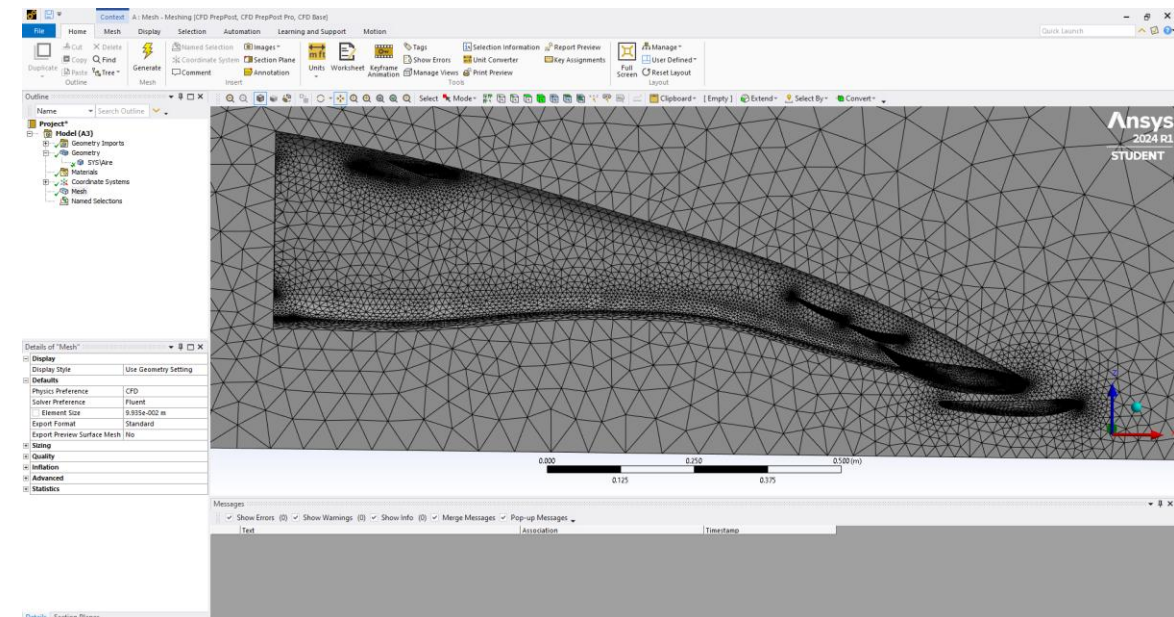 Context A : Mesh - Meshing [CFD PrepPost, CFD PrepPost Pro, CFD Base]
File Home Mesh Display Selection Automation Learning and Support Motion Quick Launch
Duplicate Cut Copy Paste Delete Find Tree Outline
Generate Mesh
Named Selection Coordinate System Comment Images Section Plane Annotation Insert
Units Worksheet Keyframe Animation Tags Show Errors Manage Views Selection Information Unit Converter Print Preview Report Preview Key Assignments Tools
Full Screen Manage User Defined Reset Layout Layout
Outline
Name Search Outline
Select Mode Clipboard [Empty] Extend Select By Convert
Project*
Model (A3)
Geometry Imports
Geometry
SYS\Aire
Materials
Coordinate Systems
Mesh
Named Selections
Ansys
2024 R1
STUDENT
Details of "Mesh"
Display
Display Style Use Geometry Setting
Defaults
Physics Preference CFD
Solver Preference Fluent
Element Size 9.935e-002 m
Export Format Standard
Export Preview Surface Mesh No
Sizing
Quality
Inflation
Advanced
Statistics
0.000 0.250 0.500 (m)
0.125 0.375
Messages
Show Errors (0) Show Warnings (0) Show Info (0) Merge Messages Pop-up Messages
Text Association Timestamp
Details Section Planes